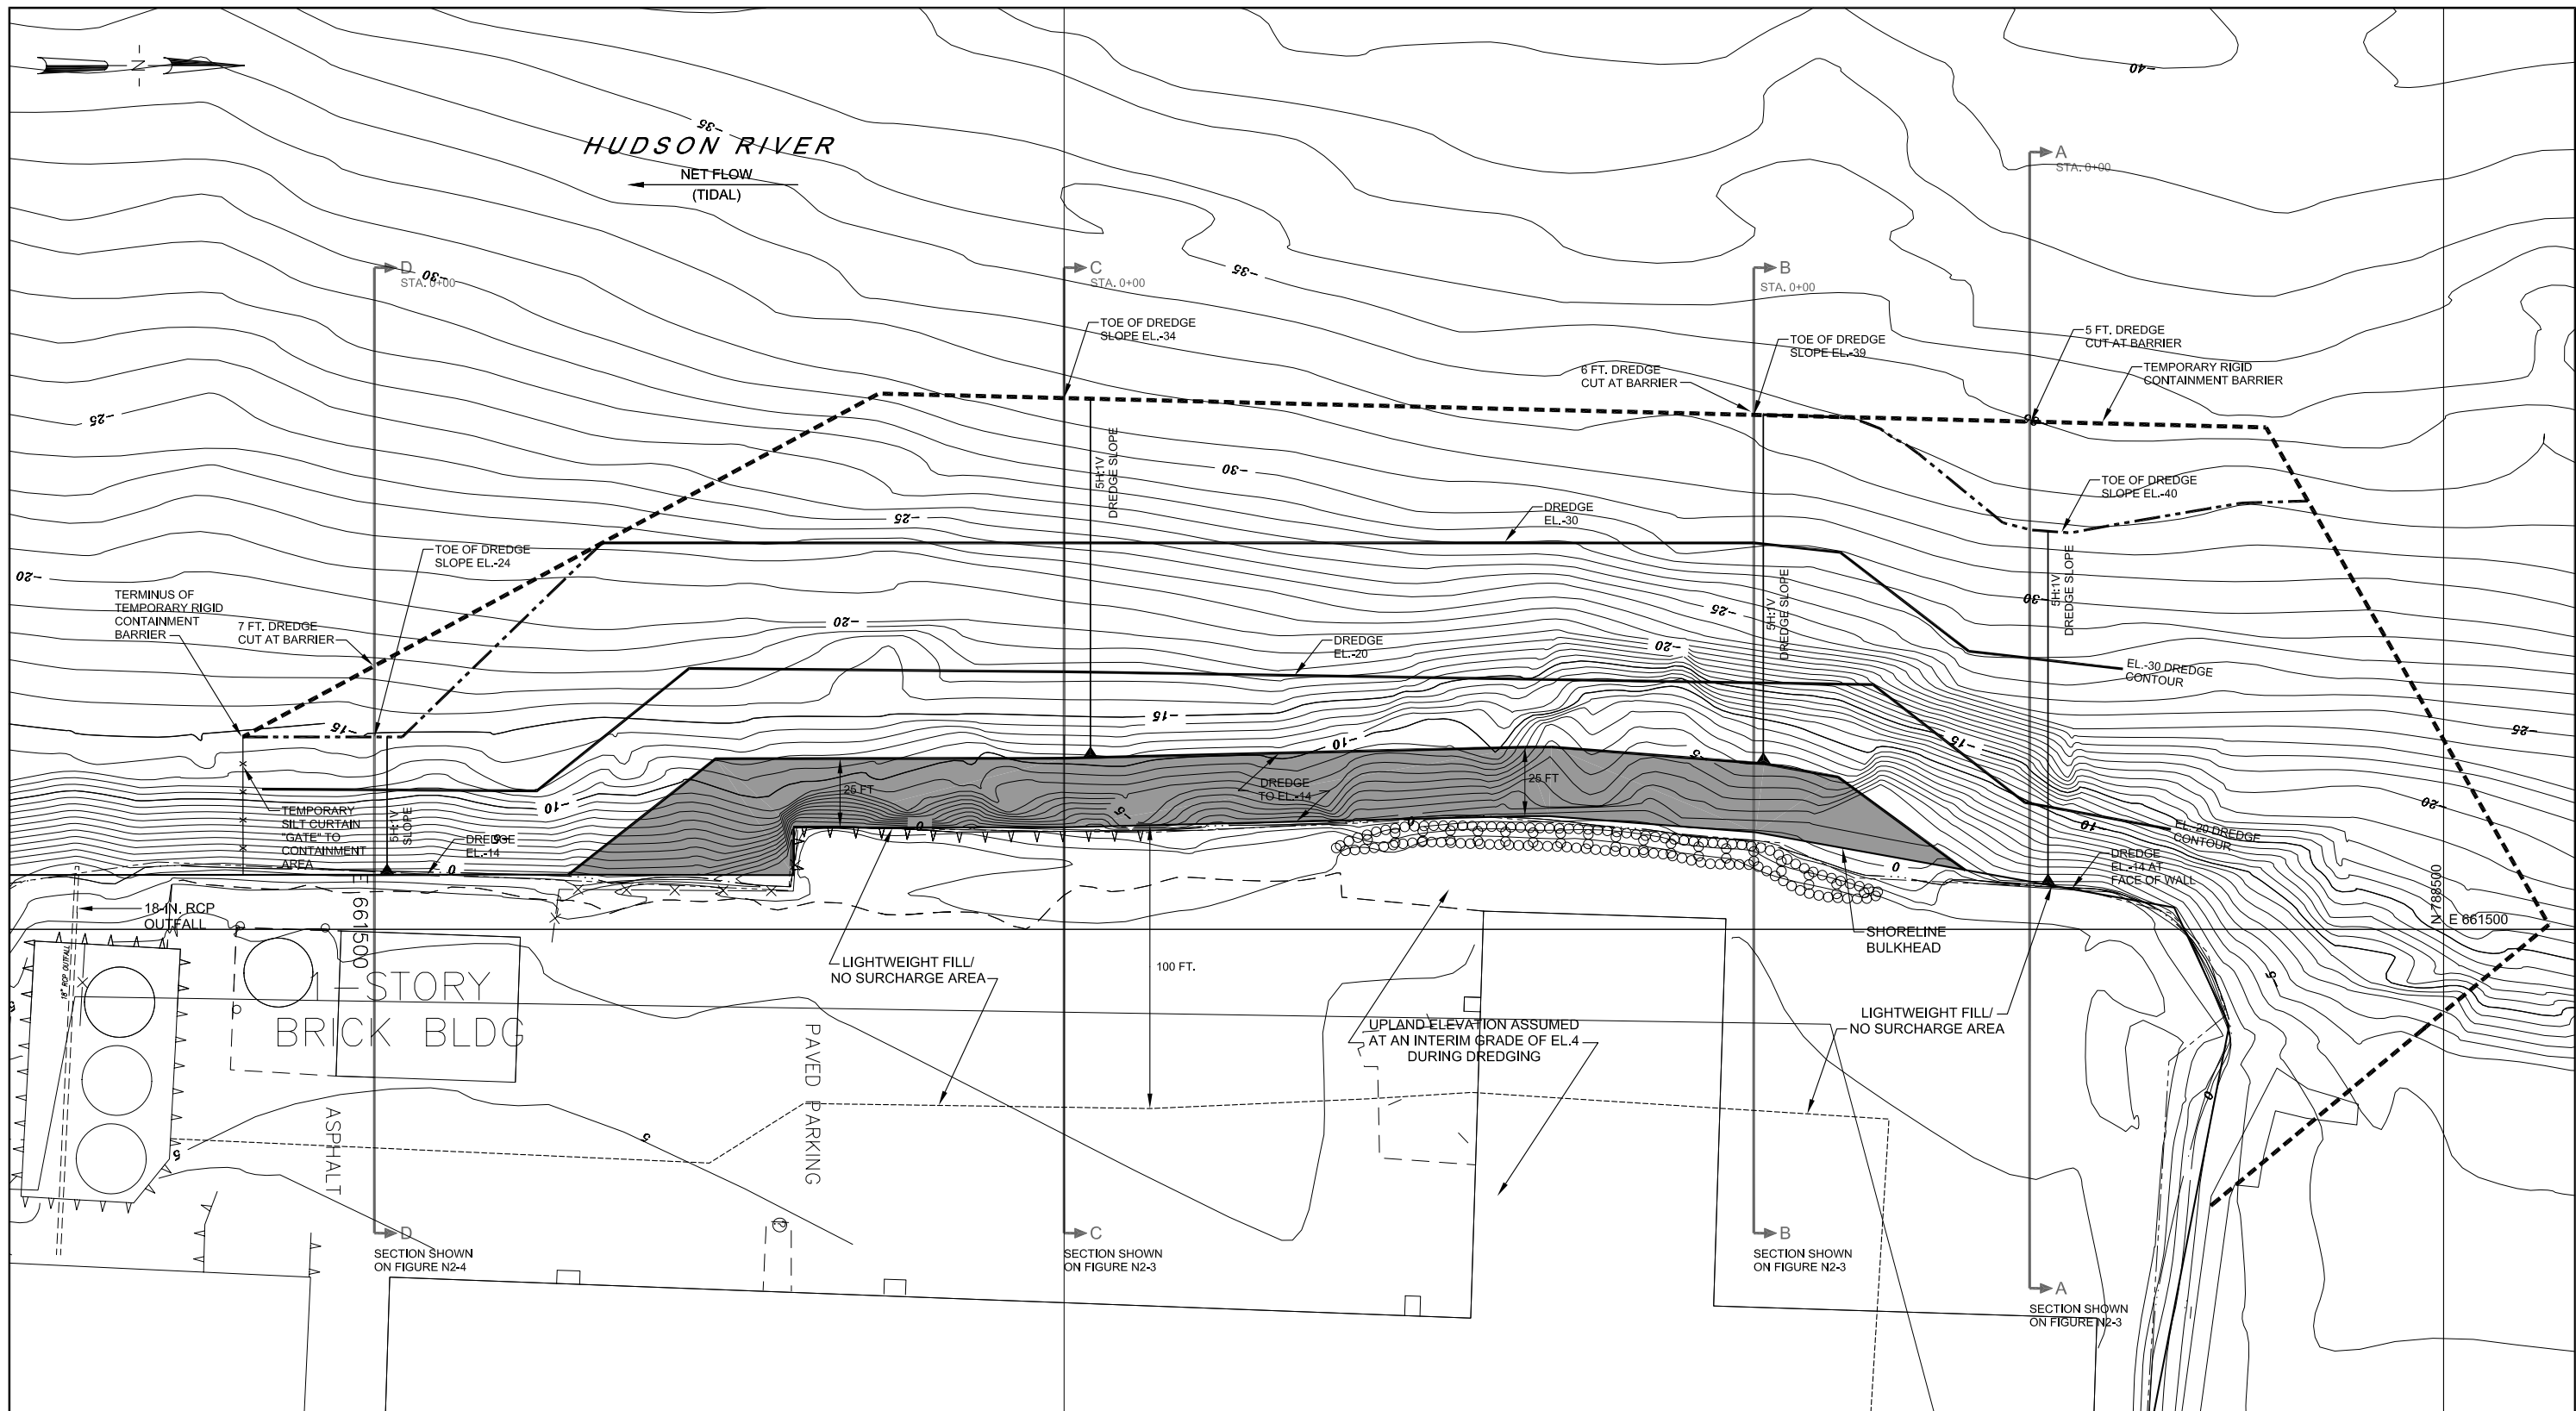 N
-40
-35
HUDSON RIVER
NET FLOW
(TIDAL)
A
STA. 0+00
D
STA. 0+00
-30
C
STA. 0+00
-35
B
STA. 0+00
TOE OF DREDGE
SLOPE EL.-34
TOE OF DREDGE
SLOPE EL.-39
5 FT. DREDGE
CUT AT BARRIER
6 FT. DREDGE
CUT AT BARRIER
TEMPORARY RIGID
CONTAINMENT BARRIER
-25
5H:1V
DREDGE SLOPE
-30
TOE OF DREDGE
SLOPE EL.-40
-25
DREDGE
EL.-30
TOE OF DREDGE
SLOPE EL.-24
-20
TERMINUS OF
TEMPORARY RIGID
CONTAINMENT
BARRIER
7 FT. DREDGE
CUT AT BARRIER
-20
-25
5H:1V
DREDGE SLOPE
5H:1V
DREDGE SLOPE
-30
DREDGE
EL.-20
-20
EL.-30 DREDGE
CONTOUR
-15
-15
-10
-15
-25
25 FT
DREDGE
TO EL.-14
25 FT
-5
-20
TEMPORARY
SILT CURTAIN
"GATE" TO
CONTAINMENT
AREA
-10
5H:1V
SLOPE
-5
DREDGE
EL.-14
0
0
-5
0
-10
EL.-20 DREDGE
CONTOUR
DREDGE
EL.-14 AT
FACE OF WALL
0
18-IN. RCP
OUTFALL
E 661500
N 788500
E 661500
SHORELINE
BULKHEAD
18" RCP OUTFALL
1-STORY
BRICK BLDG
LIGHTWEIGHT FILL/
NO SURCHARGE AREA
100 FT.
-5
LIGHTWEIGHT FILL/
NO SURCHARGE AREA
UPLAND ELEVATION ASSUMED
AT AN INTERIM GRADE OF EL.4
DURING DREDGING
PAVED PARKING
ASPHALT
5
0
D
SECTION SHOWN
ON FIGURE N2-4
C
SECTION SHOWN
ON FIGURE N2-3
B
SECTION SHOWN
ON FIGURE N2-3
A
SECTION SHOWN
ON FIGURE N2-3